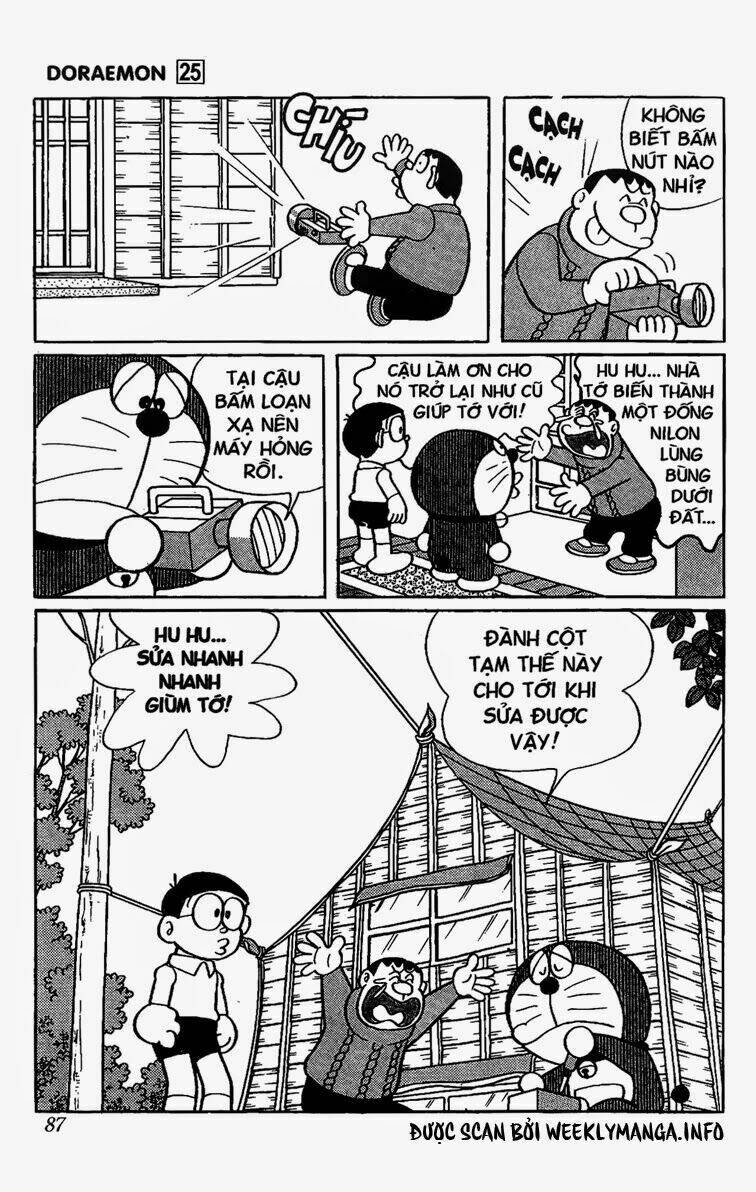 DORAEMON 25
CHÍU
CẠCH
CẠCH
KHÔNG
BIẾT BẤM
NÚT NÀO
NHỈ?
TẠI CẬU
BẤM LOẠN
XẠ NÊN
MÁY HỎNG
RỒI.
CẬU LÀM ƠN CHO
NÓ TRỞ LẠI NHƯ CŨ
GIÚP TỚ VỚI!
HU HU... NHÀ
TỚ BIẾN THÀNH
MỘT ĐỐNG
NILON
LÙNG
BÙNG
DƯỚI
ĐẤT...
HU HU...
SỬA NHANH
NHANH
GIÙM TỚ!
ĐÀNH CỘT
TẠM THẾ NÀY
CHO TỚI KHI
SỬA ĐƯỢC
VẬY!
87
ĐƯỢC SCAN BỞI WEEKLYMANGA.INFO